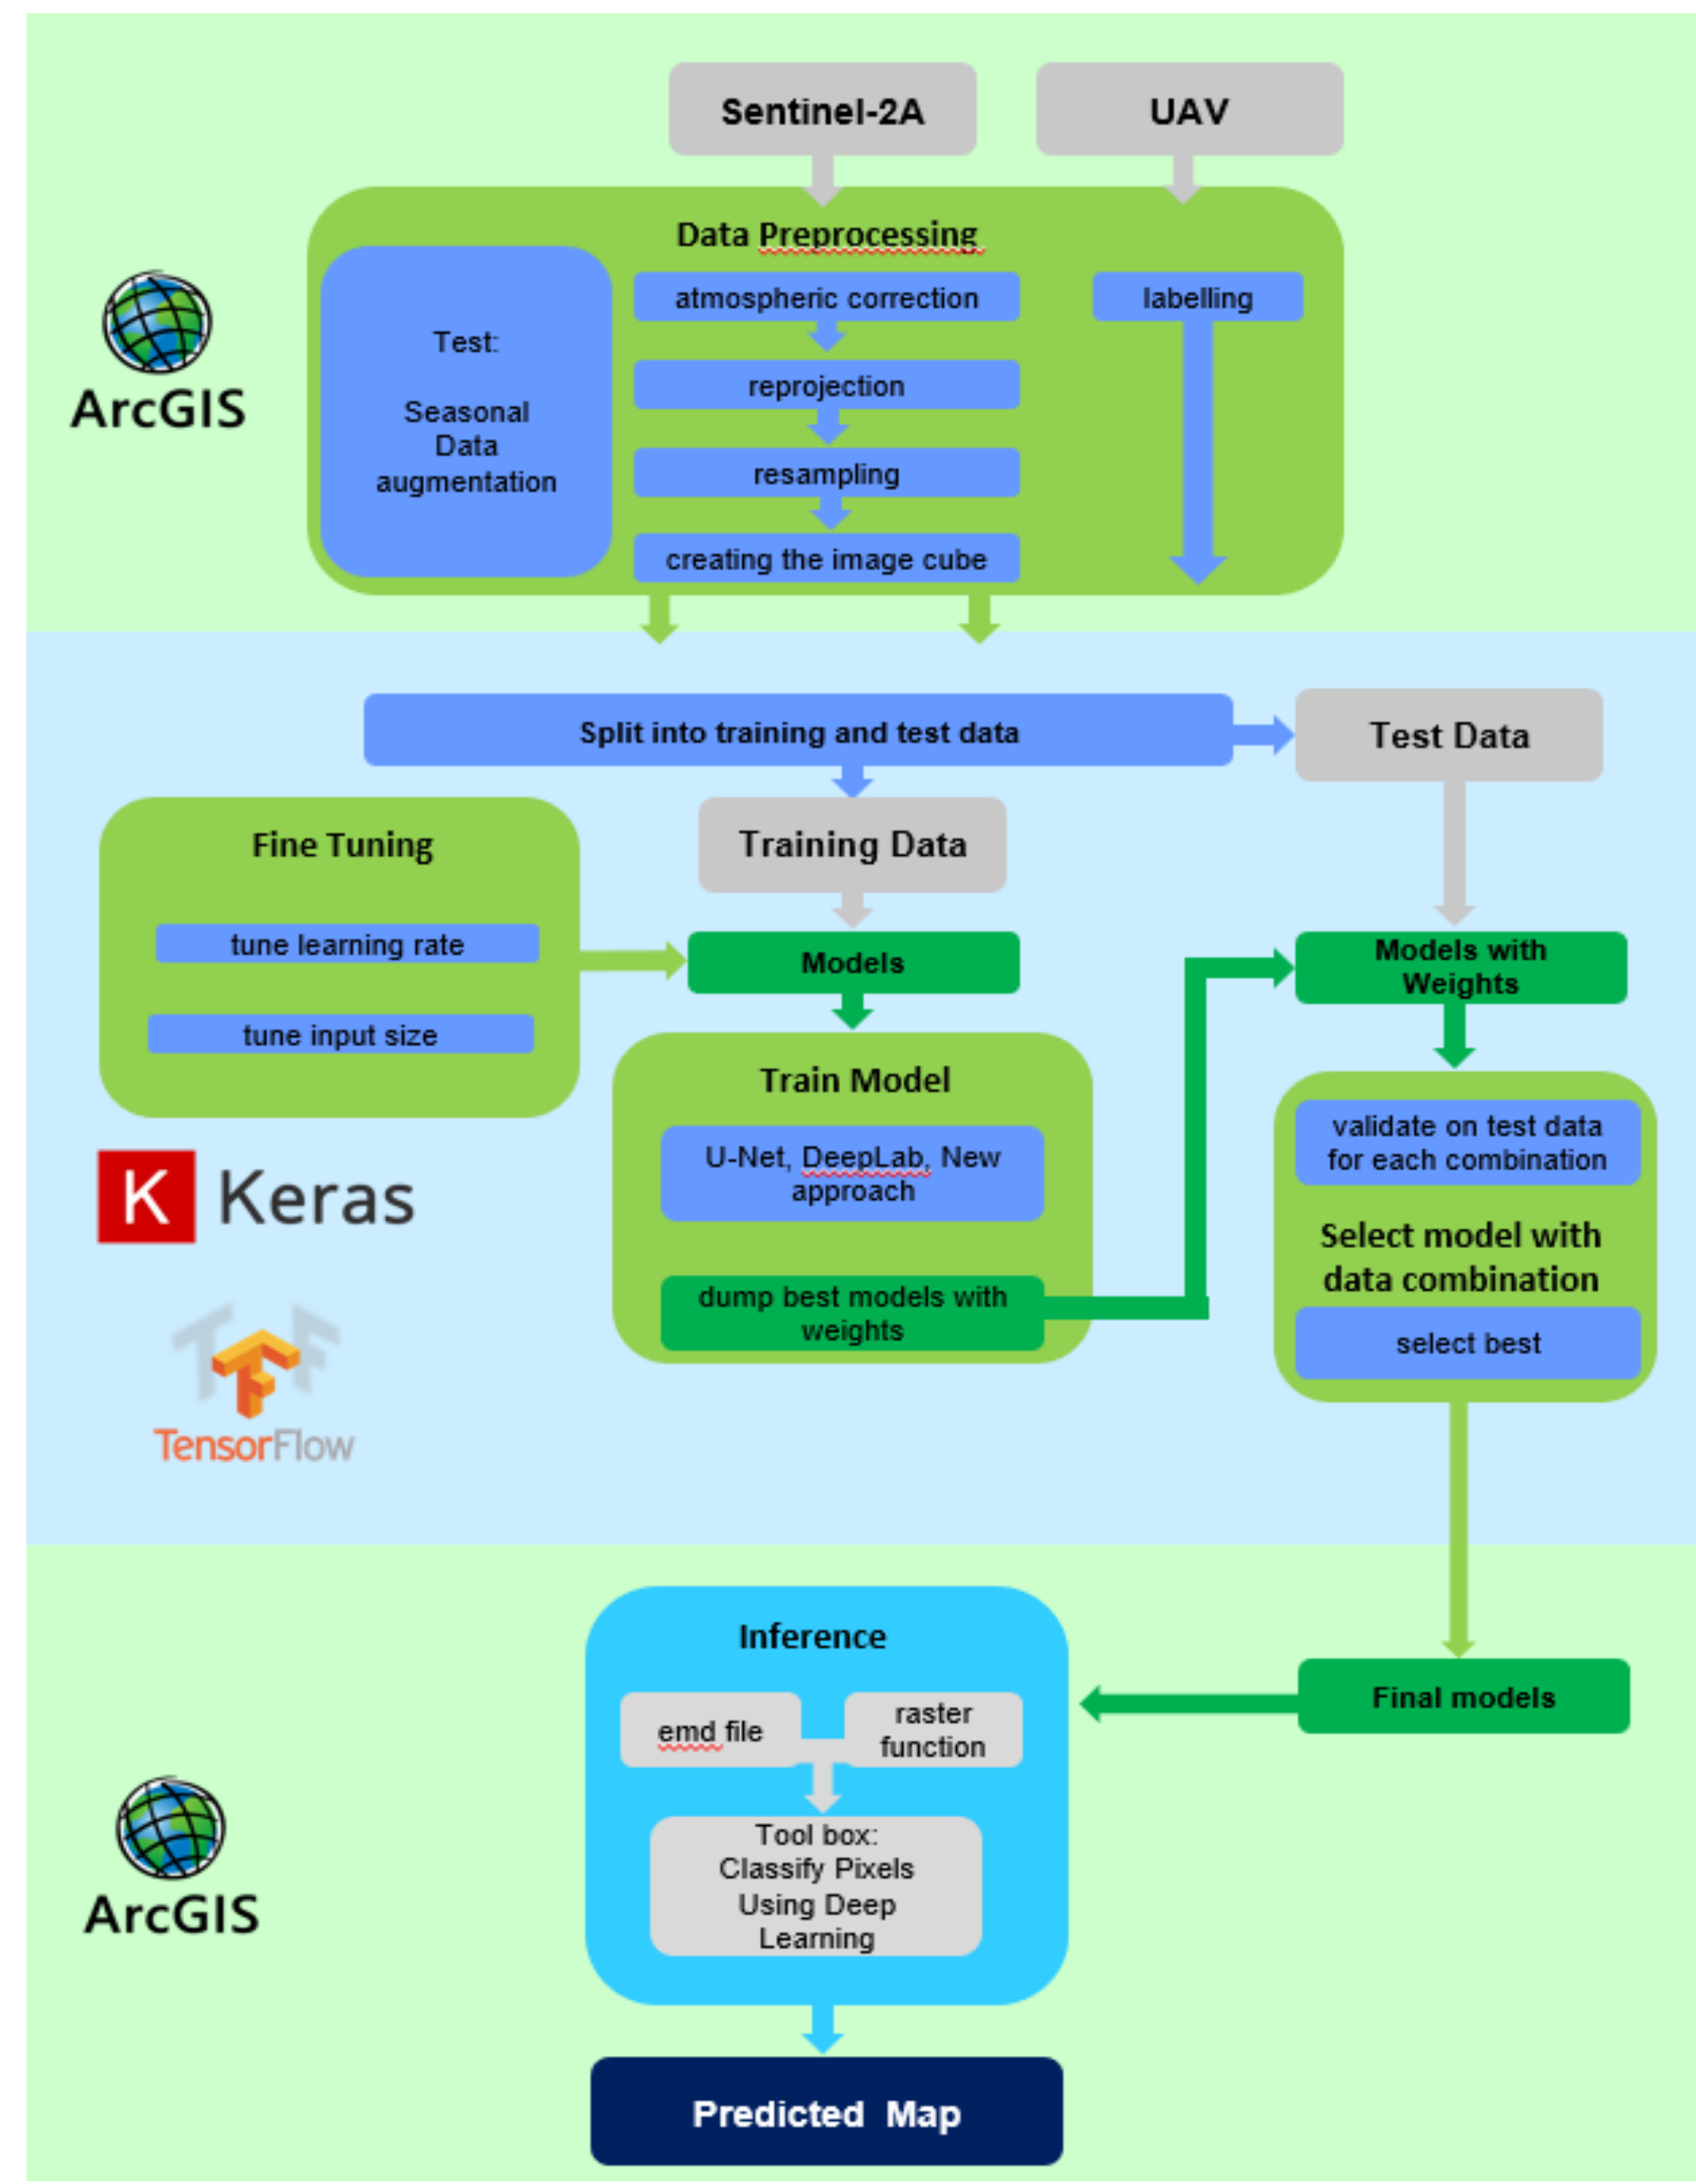 Sentinel-2A
UAV
Data Preprocessing
Test:
Seasonal
Data
augmentation
atmospheric correction
reprojection
resampling
creating the image cube
labelling
ArcGIS
Split into training and test data
Test Data
Training Data
Fine Tuning
tune learning rate
tune input size
Models
Models with
Weights
Train Model
U-Net, DeepLab, New
approach
dump best models with
weights
validate on test data
for each combination
Select model with
data combination
select best
K Keras
TF
TensorFlow
Inference
emd file
raster
function
Tool box:
Classify Pixels
Using Deep
Learning
Final models
ArcGIS
Predicted Map